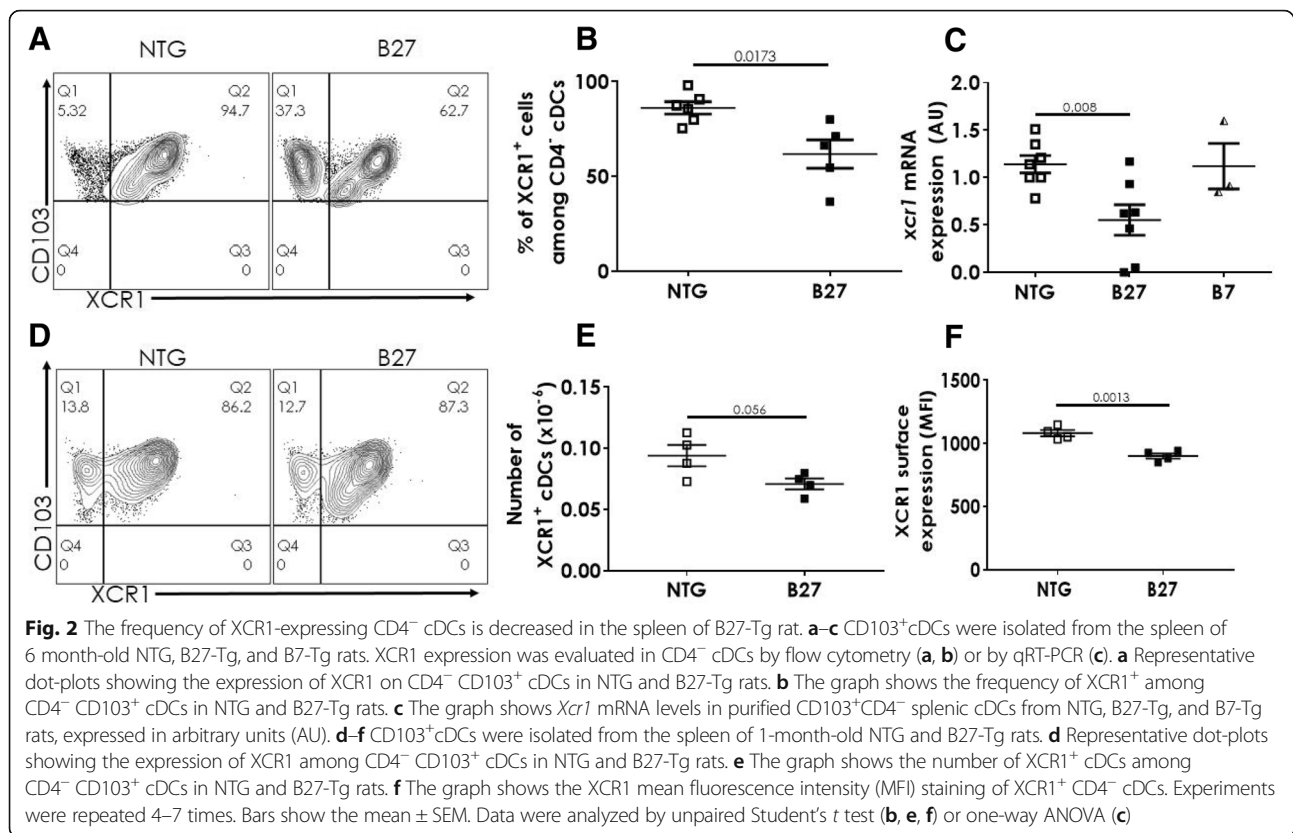 A
NTG
B27
Q1
5.32
Q2
94.7
Q4
0
Q3
0
Q1
37.3
Q2
62.7
Q4
0
Q3
0
CD103
XCR1
B
0.0173
% of XCR1+ cells
among CD4- cDCs
100
50
0
NTG
B27
C
0.008
xcr1 mRNA
expression (AU)
2.0
1.5
1.0
0.5
0.0
NTG
B27
B7
D
NTG
B27
Q1
13.8
Q2
86.2
Q4
0
Q3
0
Q1
12.7
Q2
87.3
Q4
0
Q3
0
CD103
XCR1
E
0.056
Number of
XCR1+ cDCs (x10-6)
0.15
0.10
0.05
0.00
NTG
B27
F
0.0013
XCR1 surface
expression (MFI)
1500
1000
500
0
NTG
B27
Fig. 2 The frequency of XCR1-expressing CD4− cDCs is decreased in the spleen of B27-Tg rat. a–c CD103+cDCs were isolated from the spleen of
6 month-old NTG, B27-Tg, and B7-Tg rats. XCR1 expression was evaluated in CD4− cDCs by flow cytometry (a, b) or by qRT-PCR (c). a Representative
dot-plots showing the expression of XCR1 on CD4− CD103+ cDCs in NTG and B27-Tg rats. b The graph shows the frequency of XCR1+ among
CD4− CD103+ cDCs in NTG and B27-Tg rats. c The graph shows Xcr1 mRNA levels in purified CD103+CD4− splenic cDCs from NTG, B27-Tg, and B7-Tg
rats, expressed in arbitrary units (AU). d–f CD103+cDCs were isolated from the spleen of 1-month-old NTG and B27-Tg rats. d Representative dot-plots
showing the expression of XCR1 among CD4− CD103+ cDCs in NTG and B27-Tg rats. e The graph shows the number of XCR1+ cDCs among
CD4− CD103+ cDCs in NTG and B27-Tg rats. f The graph shows the XCR1 mean fluorescence intensity (MFI) staining of XCR1+ CD4− cDCs. Experiments
were repeated 4–7 times. Bars show the mean ± SEM. Data were analyzed by unpaired Student's t test (b, e, f) or one-way ANOVA (c)